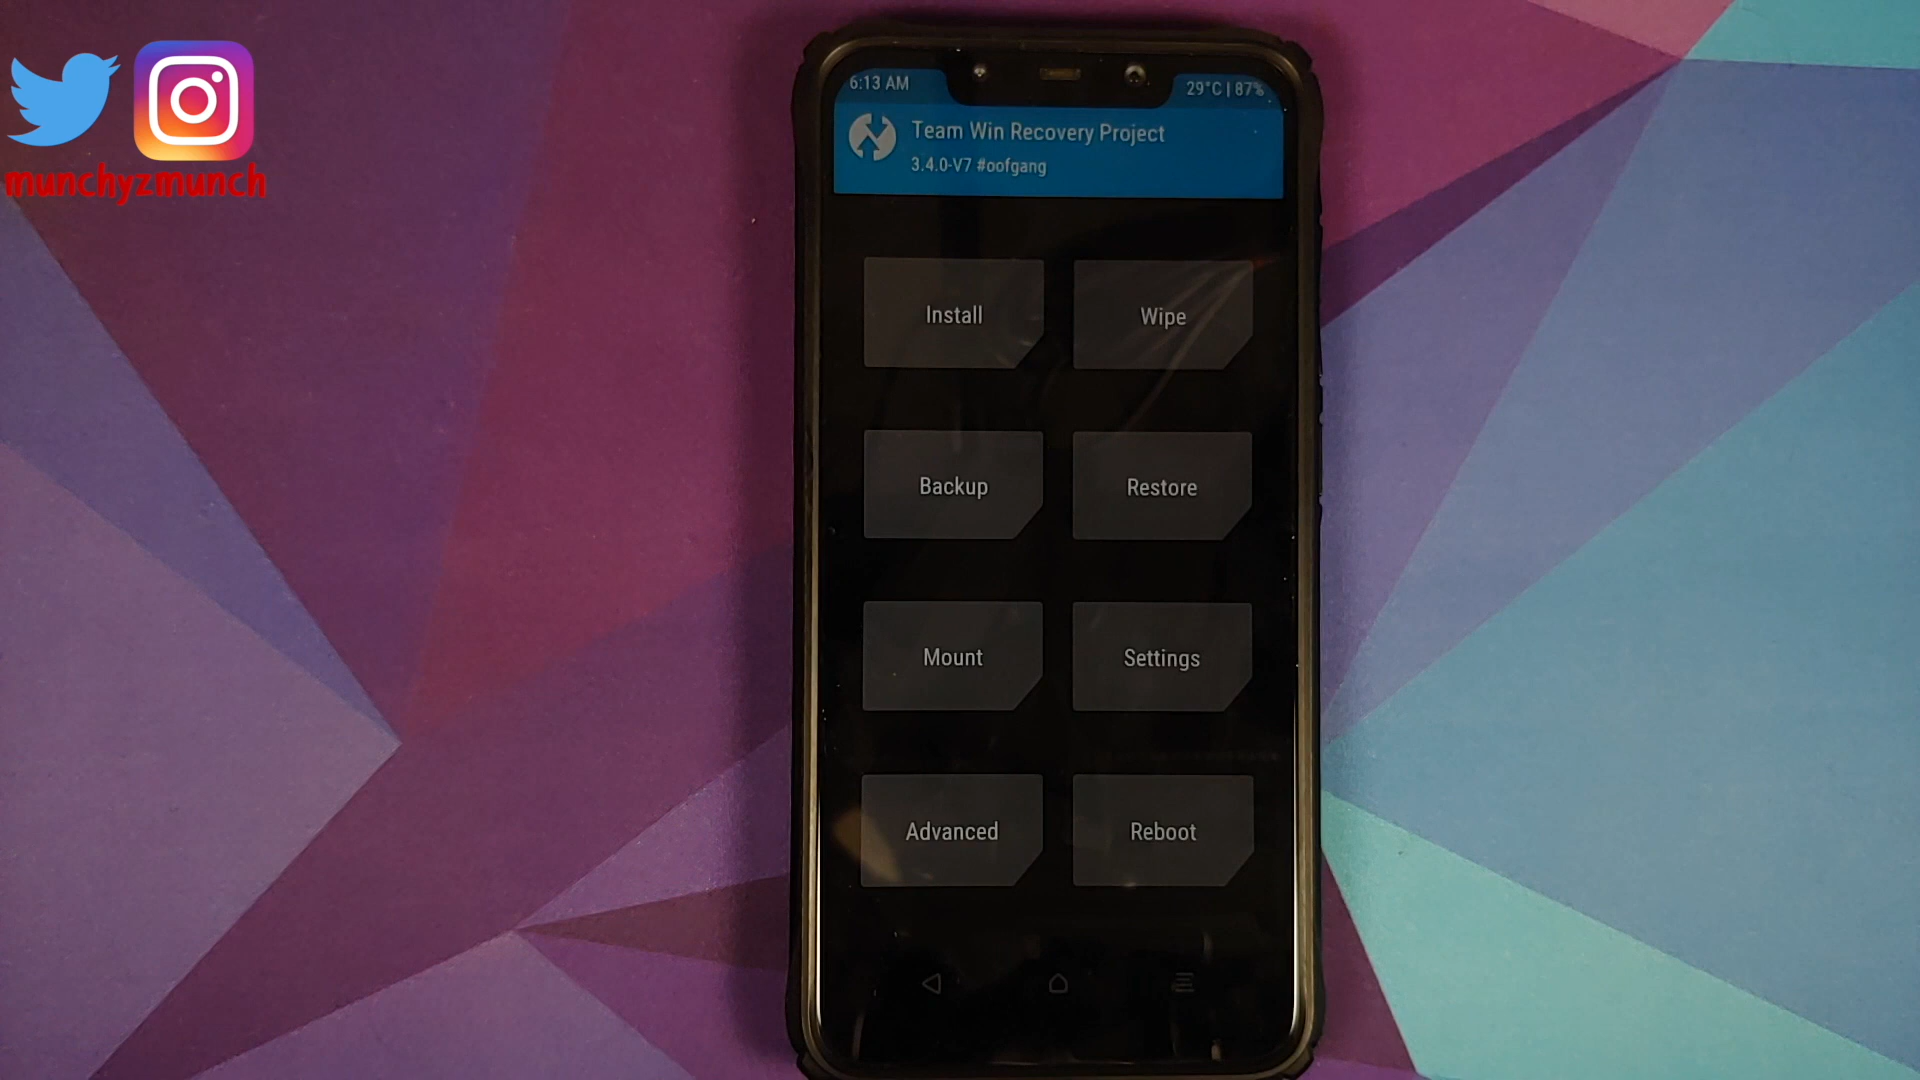 munchyzmunch
6:13 AM
29°C | 87%
Team Win Recovery Project
3.4.0-V7 #oofgang
Install
Wipe
Backup
Restore
Mount
Settings
Advanced
Reboot